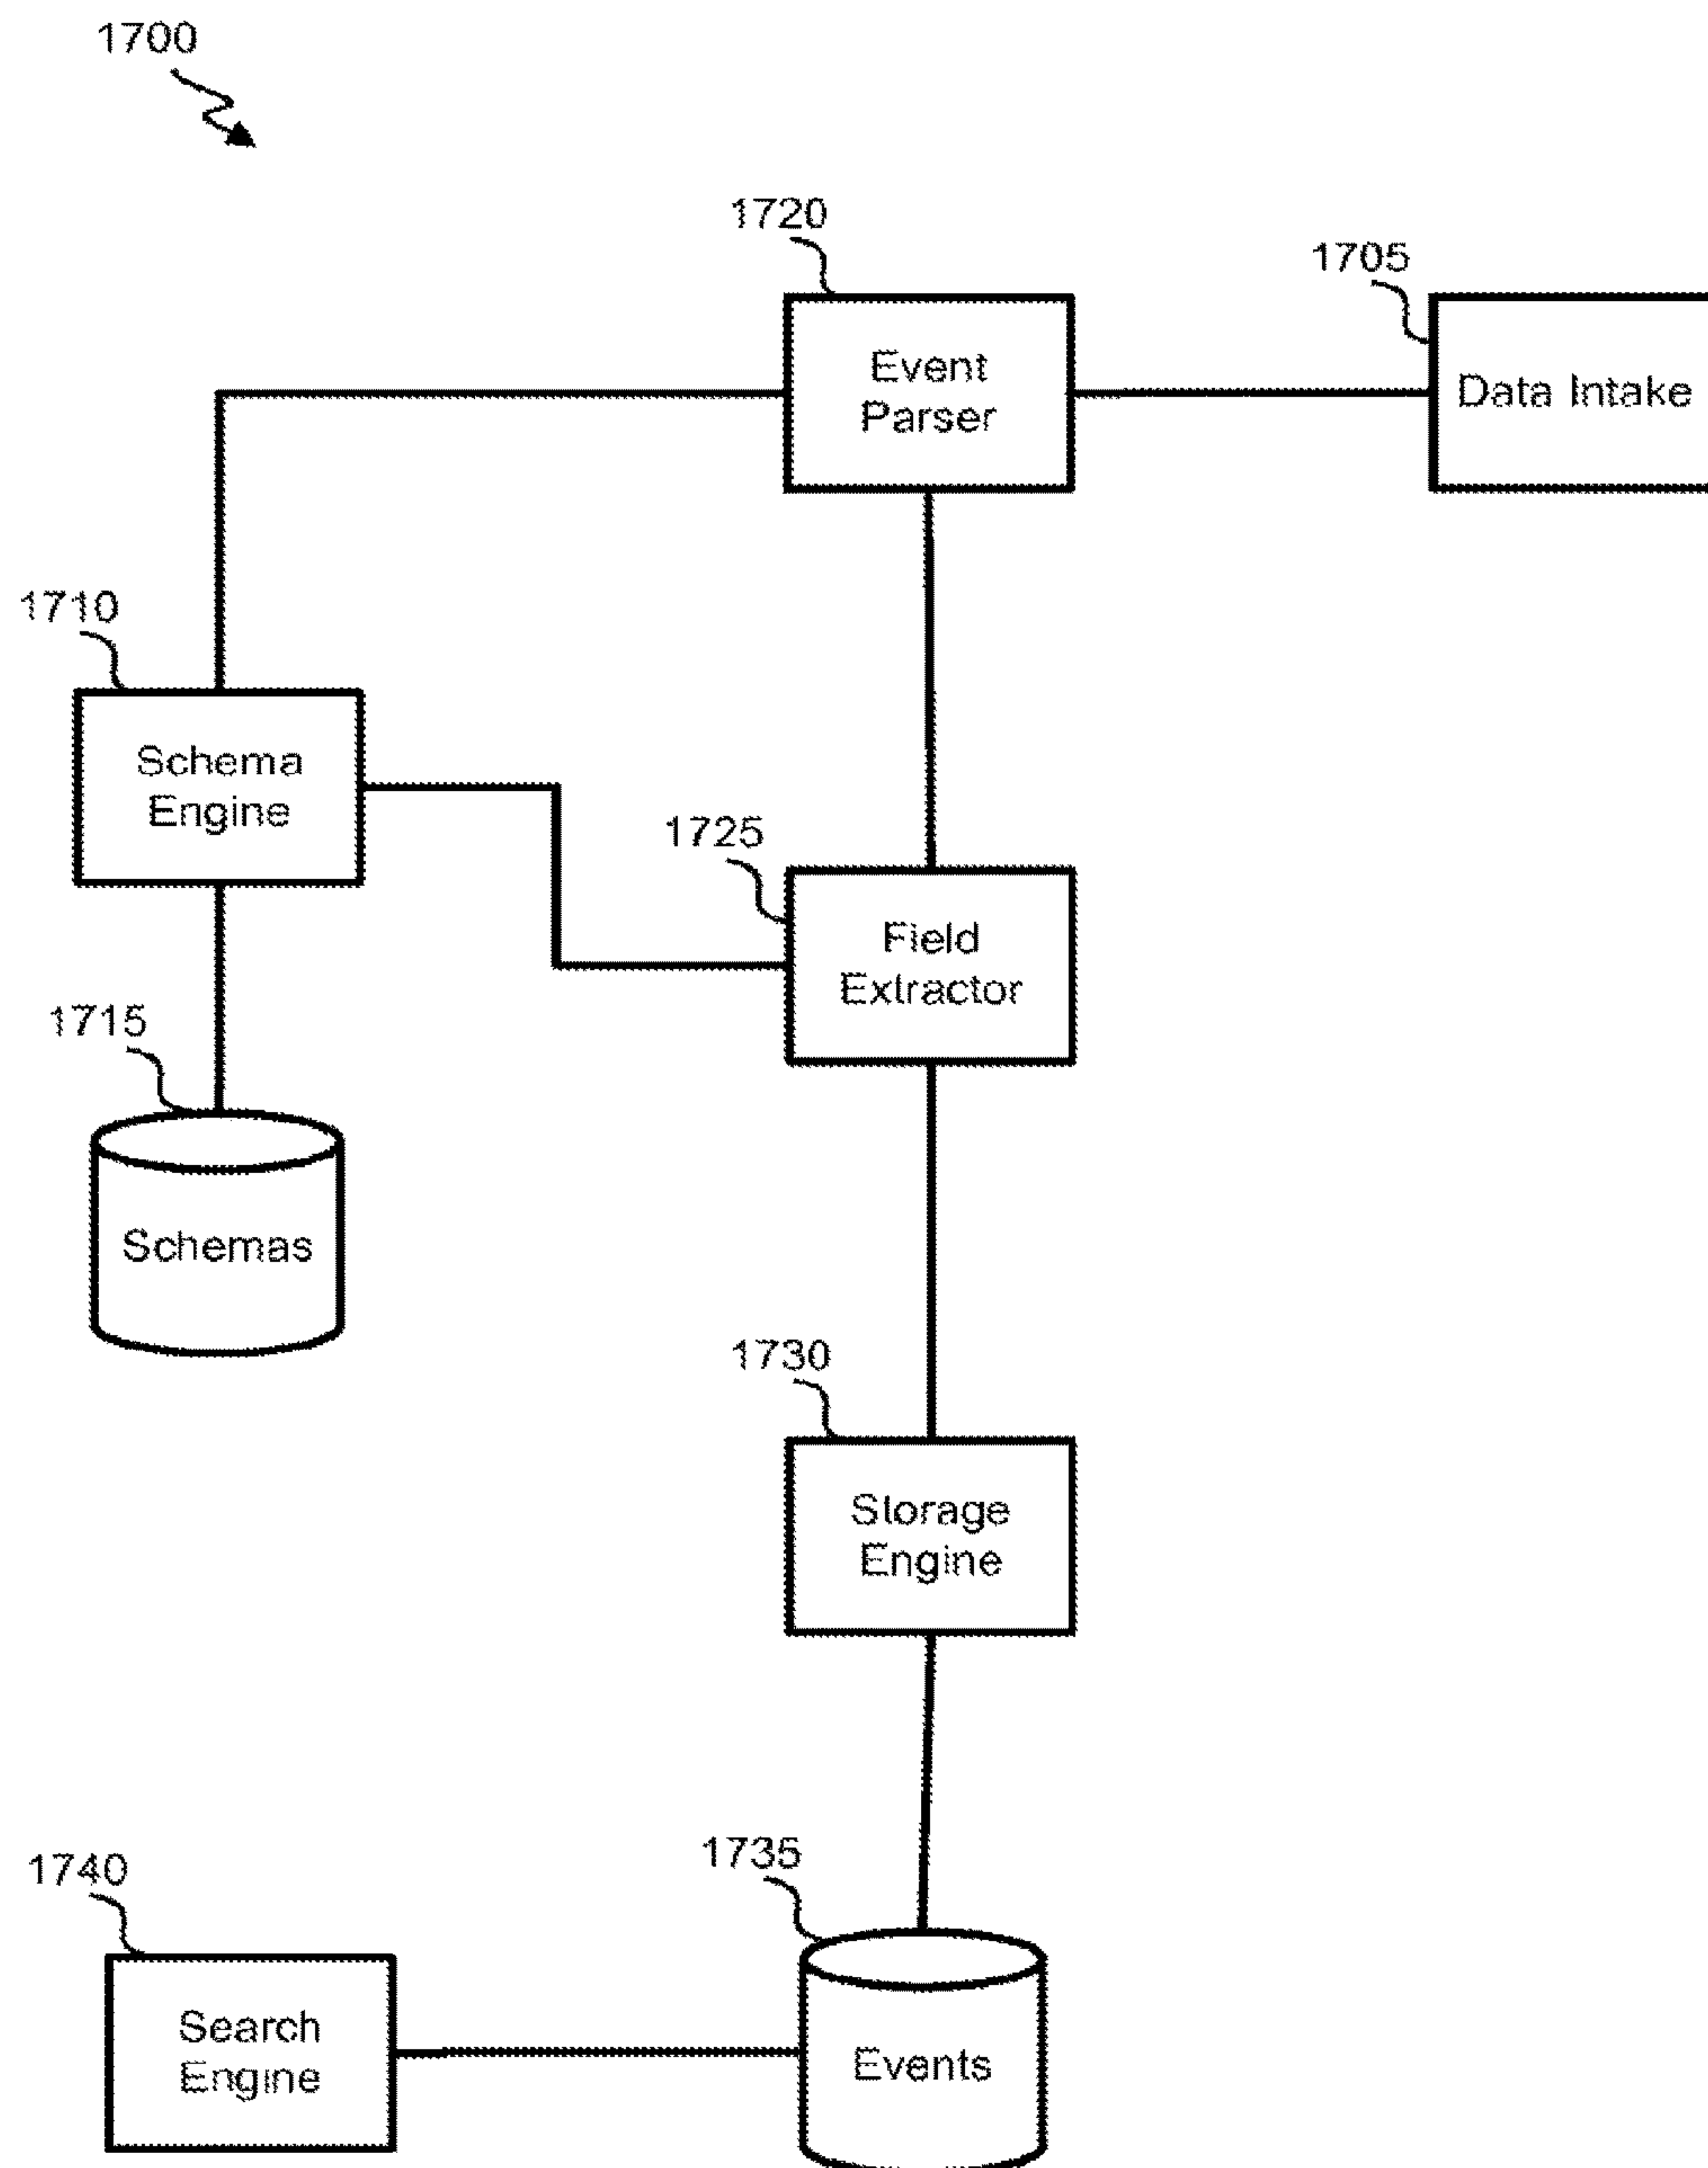 1700
1720
1705
Event
Parser
Data Intake
1710
Schema
Engine
1725
Field
Extractor
1715
Schemas
1730
Storage
Engine
1740
1735
Search
Engine
Events